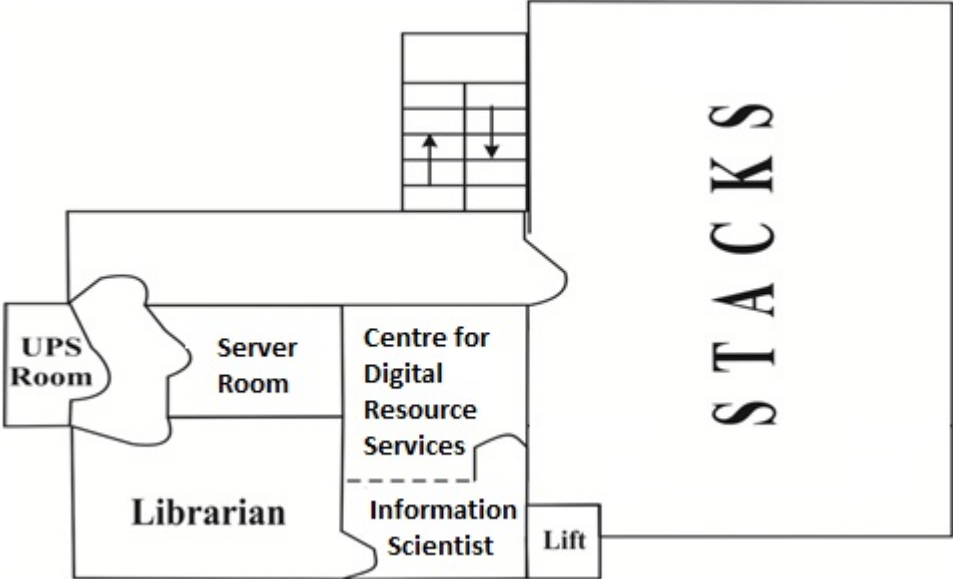 STACKS
UPS
Room
Server
Room
Centre for
Digital
Resource
Services
Librarian
Information
Scientist
Lift